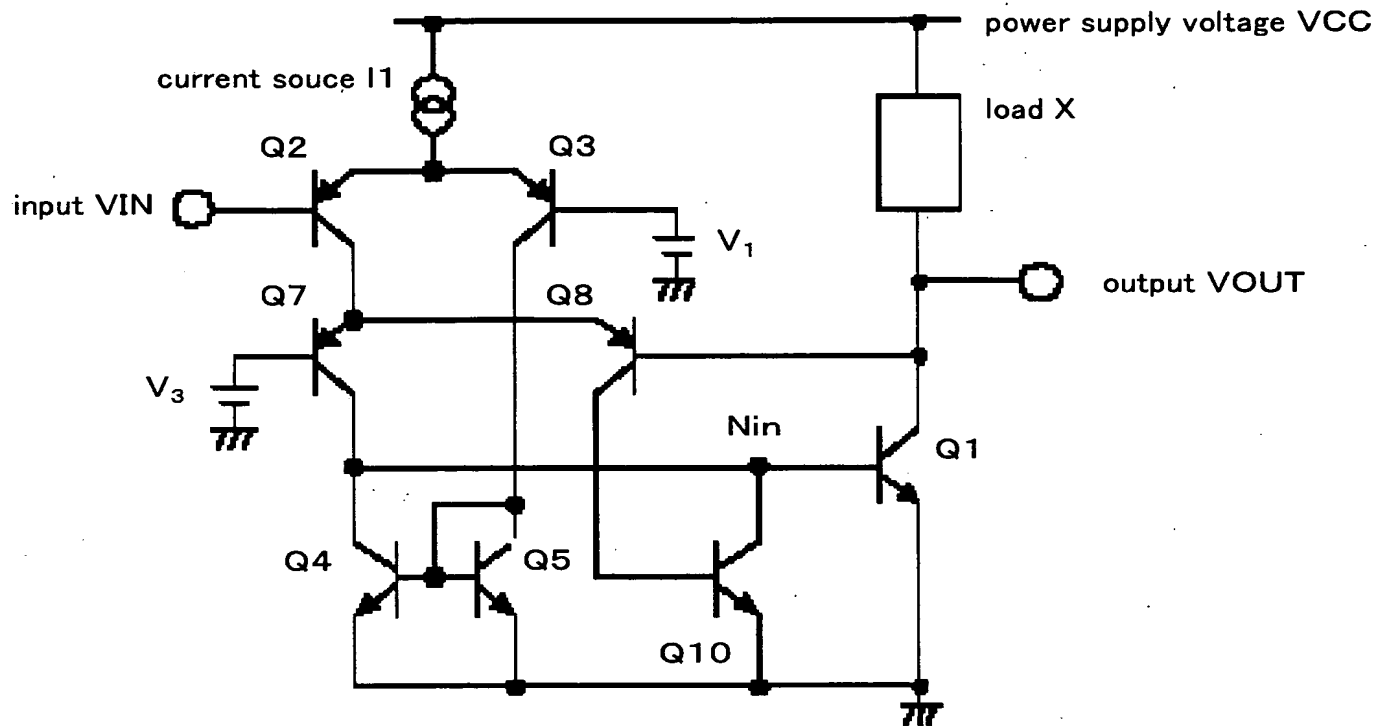 power supply voltage VCC
current souce I1
load X
Q2
Q3
input VIN
V1
output VOUT
Q7
Q8
V3
Nin
Q1
Q4
Q5
Q10